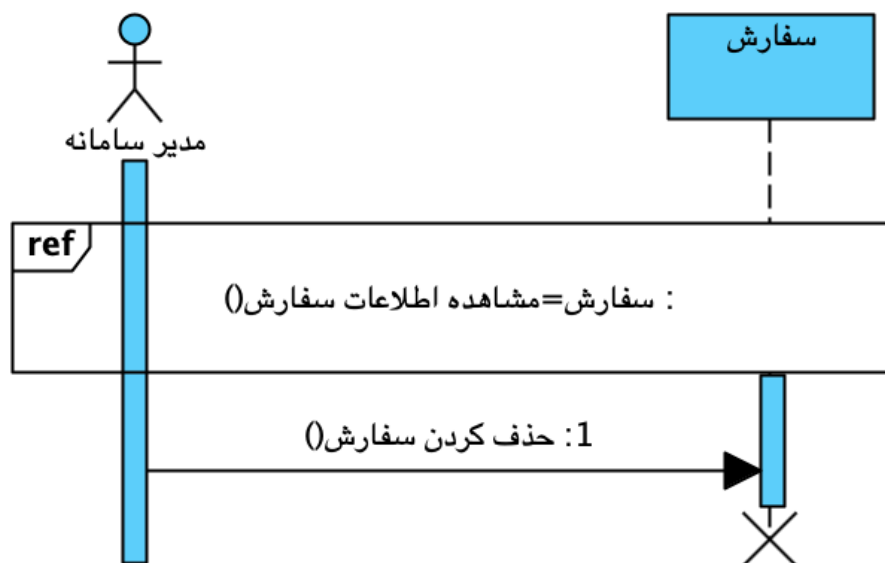 سفارش
مدیر سامانه
ref
: سفارش=مشاهده اطلاعات سفارش()
1: حذف کردن سفارش()